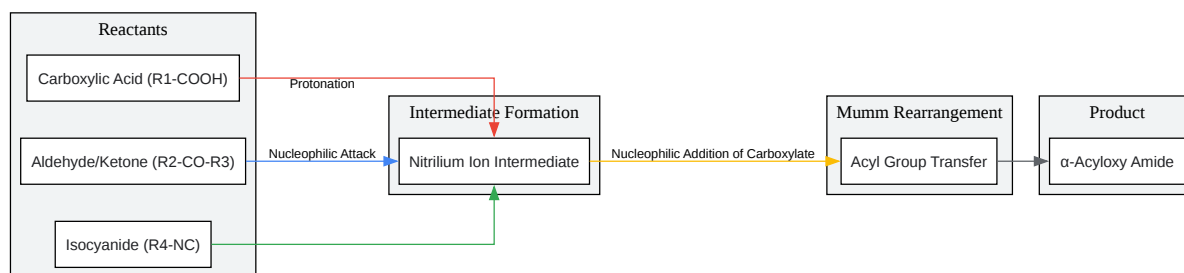 Reactants
Carboxylic Acid (R1-COOH)
Protonation
Intermediate Formation
Mumm Rearrangement
Product
Aldehyde/Ketone (R2-CO-R3)
Nucleophilic Attack
Nitrilium Ion Intermediate
Nucleophilic Addition of Carboxylate
Acyl Group Transfer
α-Acyloxy Amide
Isocyanide (R4-NC)